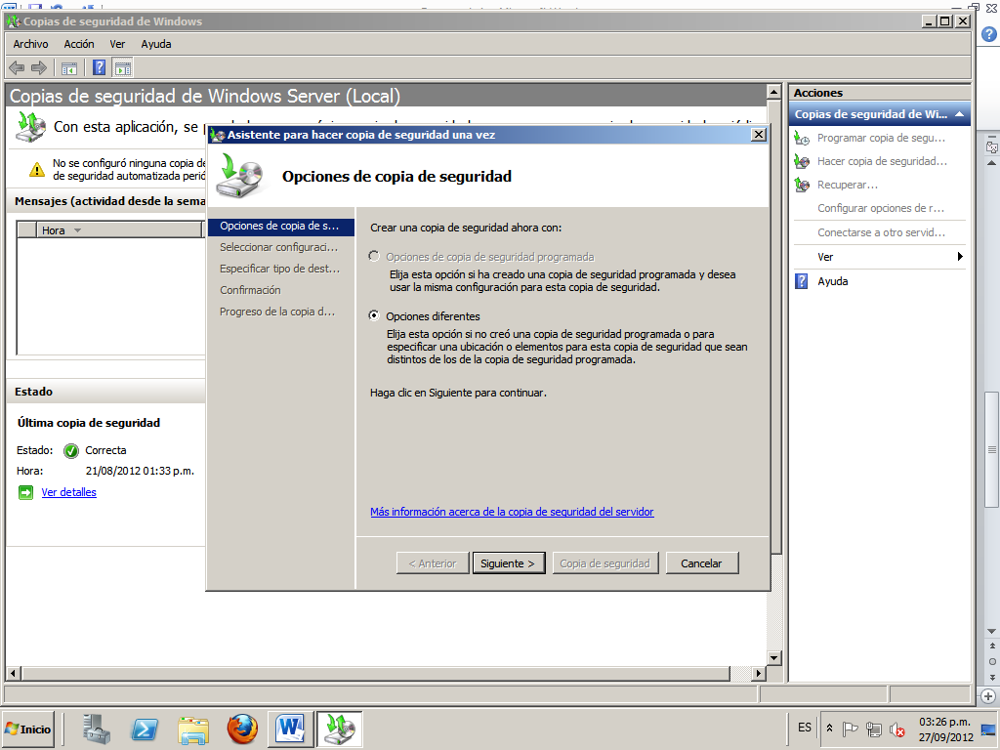 Copias de seguridad de Windows
Archivo Acción Ver Ayuda
Copias de seguridad de Windows Server (Local)
Con esta aplicación, se
No se configuró ninguna copia de
de seguridad automatizada perió
Mensajes (actividad desde la sema
Hora
Estado
Última copia de seguridad
Estado: Correcta
Hora: 21/08/2012 01:33 p.m.
Ver detalles
Asistente para hacer copia de seguridad una vez
Opciones de copia de seguridad
Opciones de copia de s...
Seleccionar configuraci...
Especificar tipo de dest...
Confirmación
Progreso de la copia d...
Crear una copia de seguridad ahora con:
Opciones de copia de seguridad programada
Elija esta opción si ha creado una copia de seguridad programada y desea
usar la misma configuración para esta copia de seguridad.
Opciones diferentes
Elija esta opción si no creó una copia de seguridad programada o para
especificar una ubicación o elementos para esta copia de seguridad que sean
distintos de los de la copia de seguridad programada.
Haga clic en Siguiente para continuar.
Más información acerca de la copia de seguridad del servidor
< Anterior Siguiente > Copia de seguridad Cancelar
Acciones
Copias de seguridad de Wi...
Programar copia de segu...
Hacer copia de seguridad...
Recuperar...
Configurar opciones de r...
Conectarse a otro servid...
Ver
Ayuda
Inicio
ES
03:26 p.m.
27/09/2012